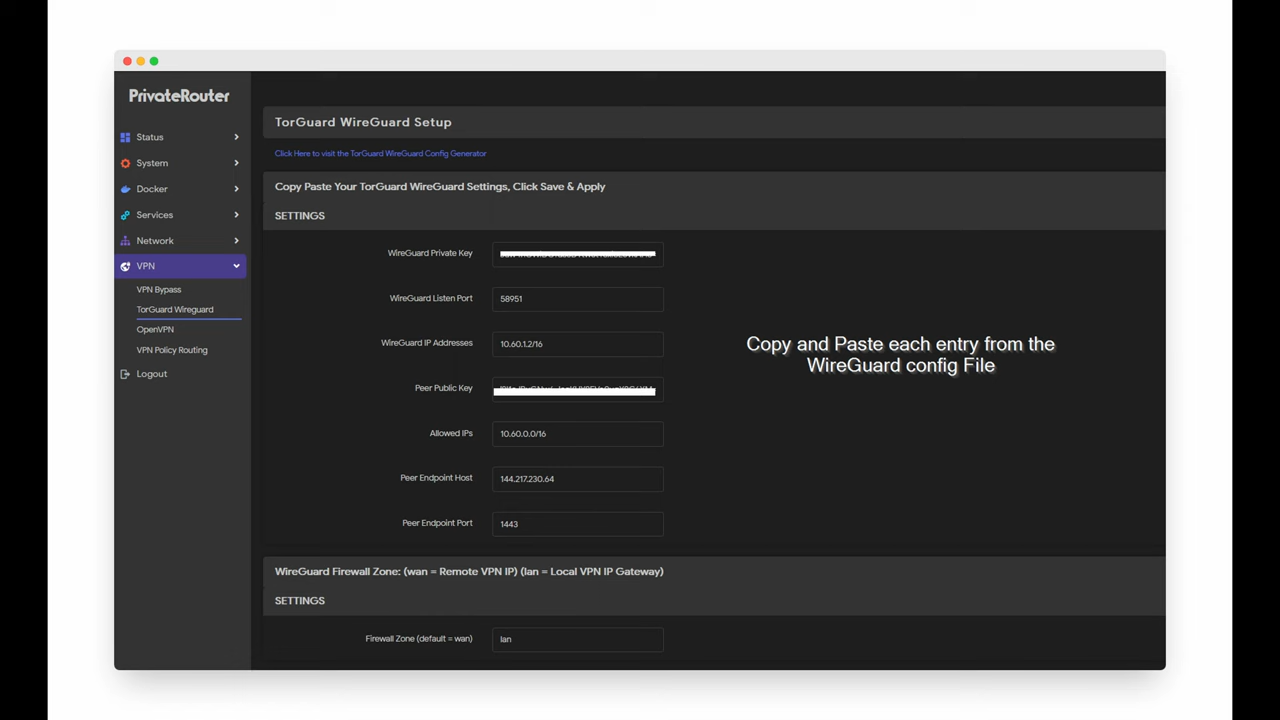 PrivateRouter
Status
System
Docker
Services
Network
VPN
VPN Bypass
TorGuard Wireguard
OpenVPN
VPN Policy Routing
Logout
TorGuard WireGuard Setup
Click Here to visit the TorGuard WireGuard Config Generator
Copy Paste Your TorGuard WireGuard Settings, Click Save & Apply
SETTINGS
WireGuard Private Key
WireGuard Listen Port
58951
WireGuard IP Addresses
10.60.1.2/16
Peer Public Key
Allowed IPs
10.60.0.0/16
Peer Endpoint Host
144.217.230.64
Peer Endpoint Port
1443
Copy and Paste each entry from the
WireGuard config File
WireGuard Firewall Zone: (wan = Remote VPN IP) (lan = Local VPN IP Gateway)
SETTINGS
Firewall Zone (default = wan)
lan